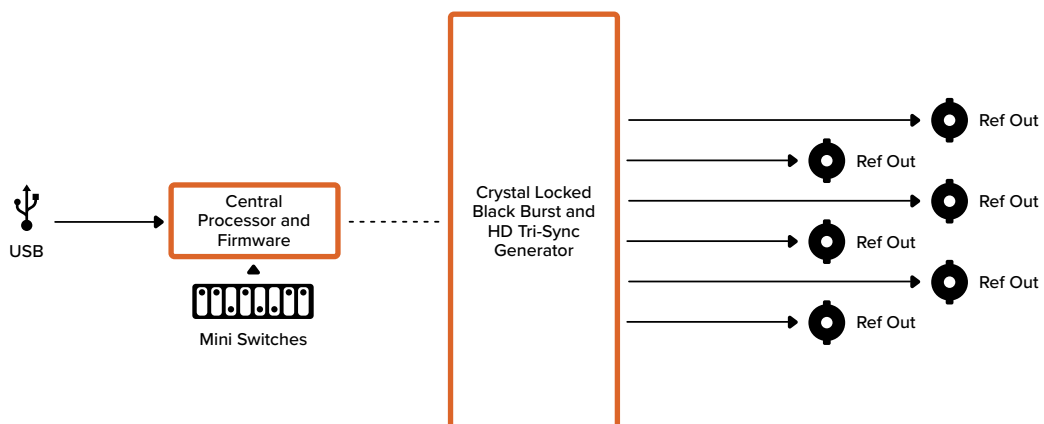 USB
Central
Processor and
Firmware
Mini Switches
Crystal Locked
Black Burst and
HD Tri-Sync
Generator
Ref Out
Ref Out
Ref Out
Ref Out
Ref Out
Ref Out